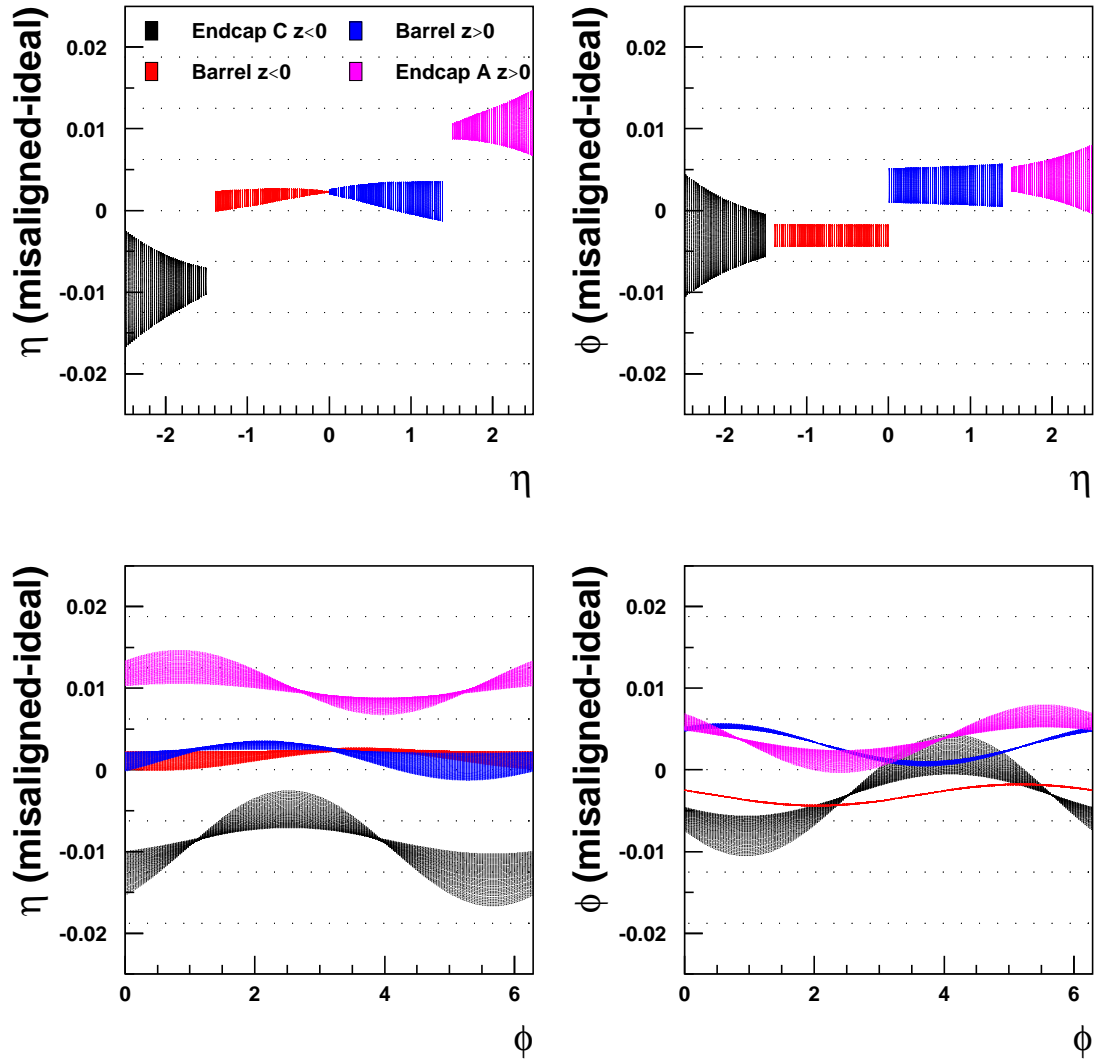 η (misaligned-ideal)
Endcap C z<0
Barrel z>0
Barrel z<0
Endcap A z>0
0.02
0.01
0
-0.01
-0.02
-2 -1 0 1 2
η
ϕ (misaligned-ideal)
0.02
0.01
0
-0.01
-0.02
-2 -1 0 1 2
η
η (misaligned-ideal)
0.02
0.01
0
-0.01
-0.02
0 2 4 6
ϕ
ϕ (misaligned-ideal)
0.02
0.01
0
-0.01
-0.02
0 2 4 6
ϕ